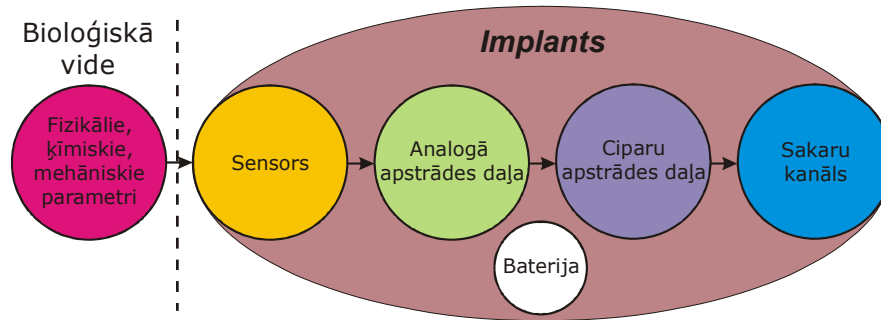 Bioloģiskā
vide
Implants
Fizikālie,
ķīmiskie,
mehāniskie
parametri
Sensors
Analogā
apstrādes daļa
Ciparu
apstrādes daļa
Sakaru
kanāls
Baterija